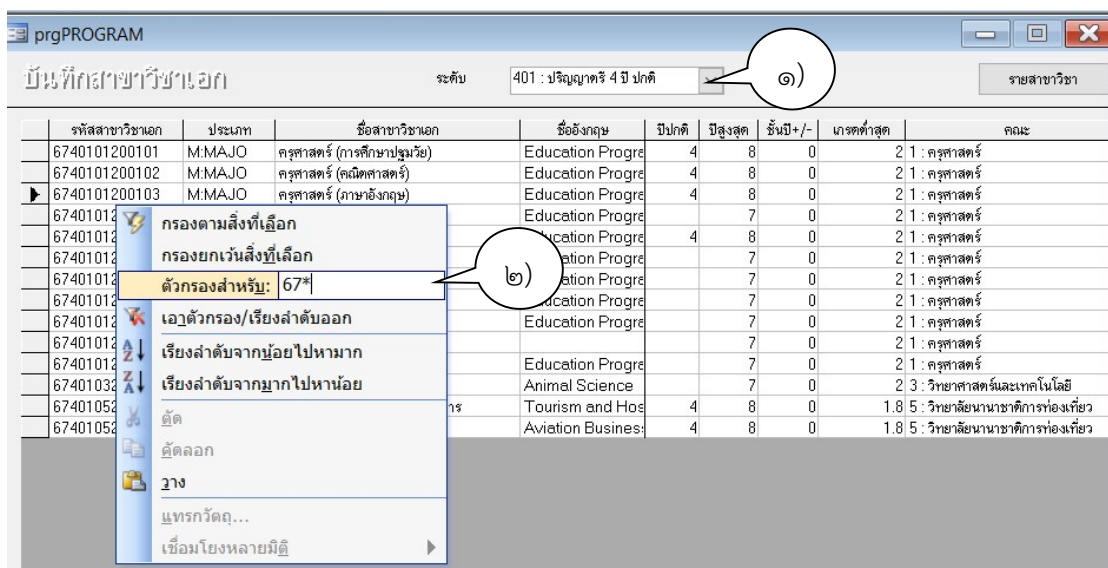 prgPROGRAM
บันทึกสาขาวิชาเอก ระดับ 401 : ปริญญาตรี 4 ปี ปกติ ๑) รายสาขาวิชา
รหัสสาขาวิชาเอก ประเภท ชื่อสาขาวิชาเอก ชื่ออังกฤษ ปีปกติ ปีสูงสุด ชั้นปี+/- เกรดต่ำสุด คณะ
6740101200101 M:MAJO ครุศาสตร์ (การศึกษาปฐมวัย) Education Progre 4 8 0 2 1 : ครุศาสตร์
6740101200102 M:MAJO ครุศาสตร์ (คณิตศาสตร์) Education Progre 4 8 0 2 1 : ครุศาสตร์
6740101200103 M:MAJO ครุศาสตร์ (ภาษาอังกฤษ) Education Progre 4 8 0 2 1 : ครุศาสตร์
67401012 Education Progre 7 0 2 1 : ครุศาสตร์
67401012 ucation Progre 4 8 0 2 1 : ครุศาสตร์
67401012 ation Progre 7 0 2 1 : ครุศาสตร์
67401012 ation Progre 7 0 2 1 : ครุศาสตร์
67401012 ucation Progre 7 0 2 1 : ครุศาสตร์
67401012 Education Progre 7 0 2 1 : ครุศาสตร์
67401012 7 0 2 1 : ครุศาสตร์
67401012 Education Progre 7 0 2 1 : ครุศาสตร์
67401032 Animal Science 7 0 2 3 : วิทยาศาสตร์และเทคโนโลยี
67401052 าร Tourism and Hos 4 8 0 1.8 5 : วิทยาลัยนานาชาติการท่องเที่ยว
67401052 Aviation Busines 4 8 0 1.8 5 : วิทยาลัยนานาชาติการท่องเที่ยว
กรองตามสิ่งที่เลือก
กรองยกเว้นสิ่งที่เลือก
ตัวกรองสำหรับ: 67* ๒)
เอาตัวกรอง/เรียงลำดับออก
เรียงลำดับจากน้อยไปหามาก
เรียงลำดับจากมากไปหาน้อย
ตัด
คัดลอก
วาง
แทรกวัตถุ...
เชื่อมโยงหลายมิติ